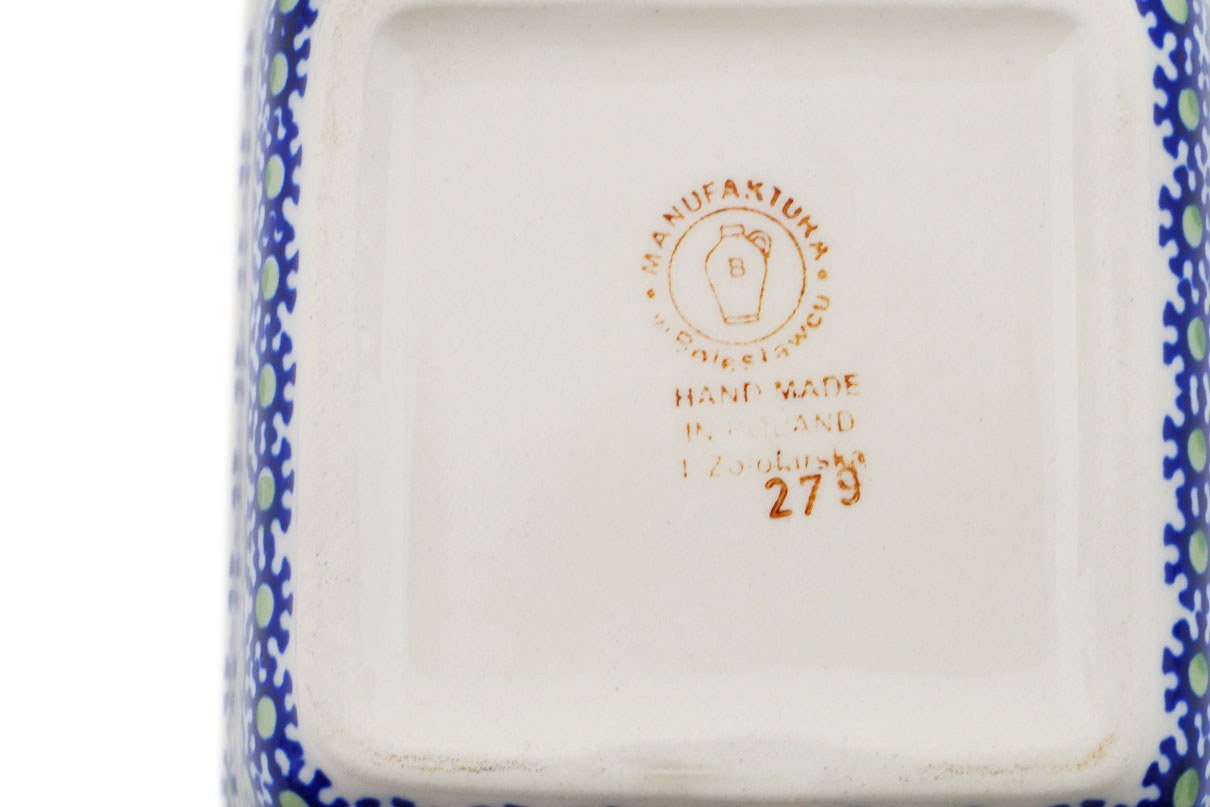 MANUFAKTURA
w Bolesławcu
B
HAND MADE
IN POLAND
279